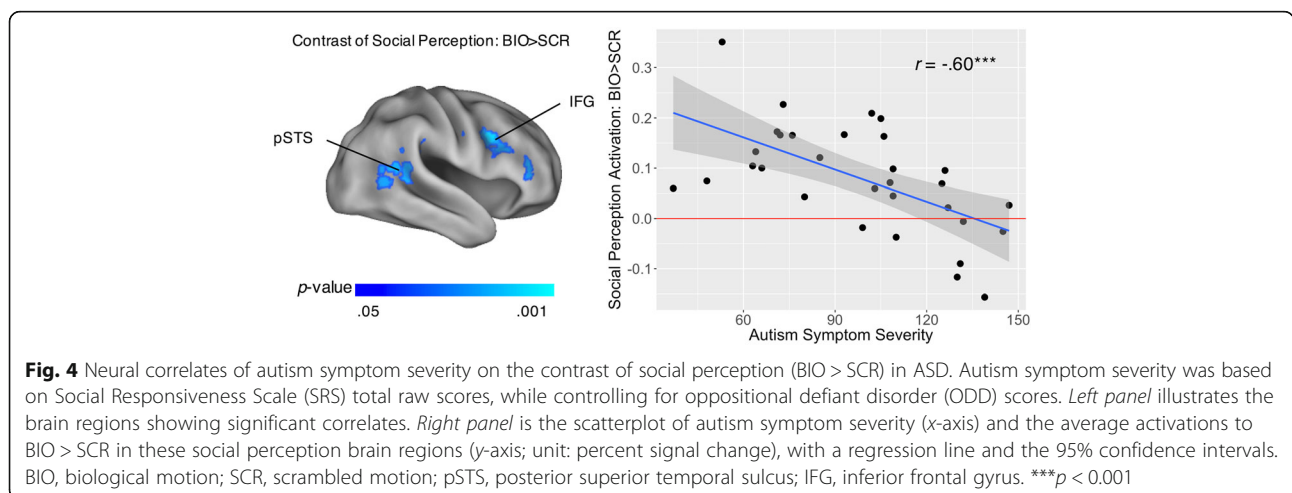 Contrast of Social Perception: BIO>SCR
IFG
pSTS
p-value
.05
.001
Social Perception Activation: BIO>SCR
r = -.60***
0.3
0.2
0.1
0.0
-0.1
60
90
120
150
Autism Symptom Severity
Fig. 4 Neural correlates of autism symptom severity on the contrast of social perception (BIO > SCR) in ASD. Autism symptom severity was based
on Social Responsiveness Scale (SRS) total raw scores, while controlling for oppositional defiant disorder (ODD) scores. Left panel illustrates the
brain regions showing significant correlates. Right panel is the scatterplot of autism symptom severity (x-axis) and the average activations to
BIO > SCR in these social perception brain regions (y-axis; unit: percent signal change), with a regression line and the 95% confidence intervals.
BIO, biological motion; SCR, scrambled motion; pSTS, posterior superior temporal sulcus; IFG, inferior frontal gyrus. ***p < 0.001